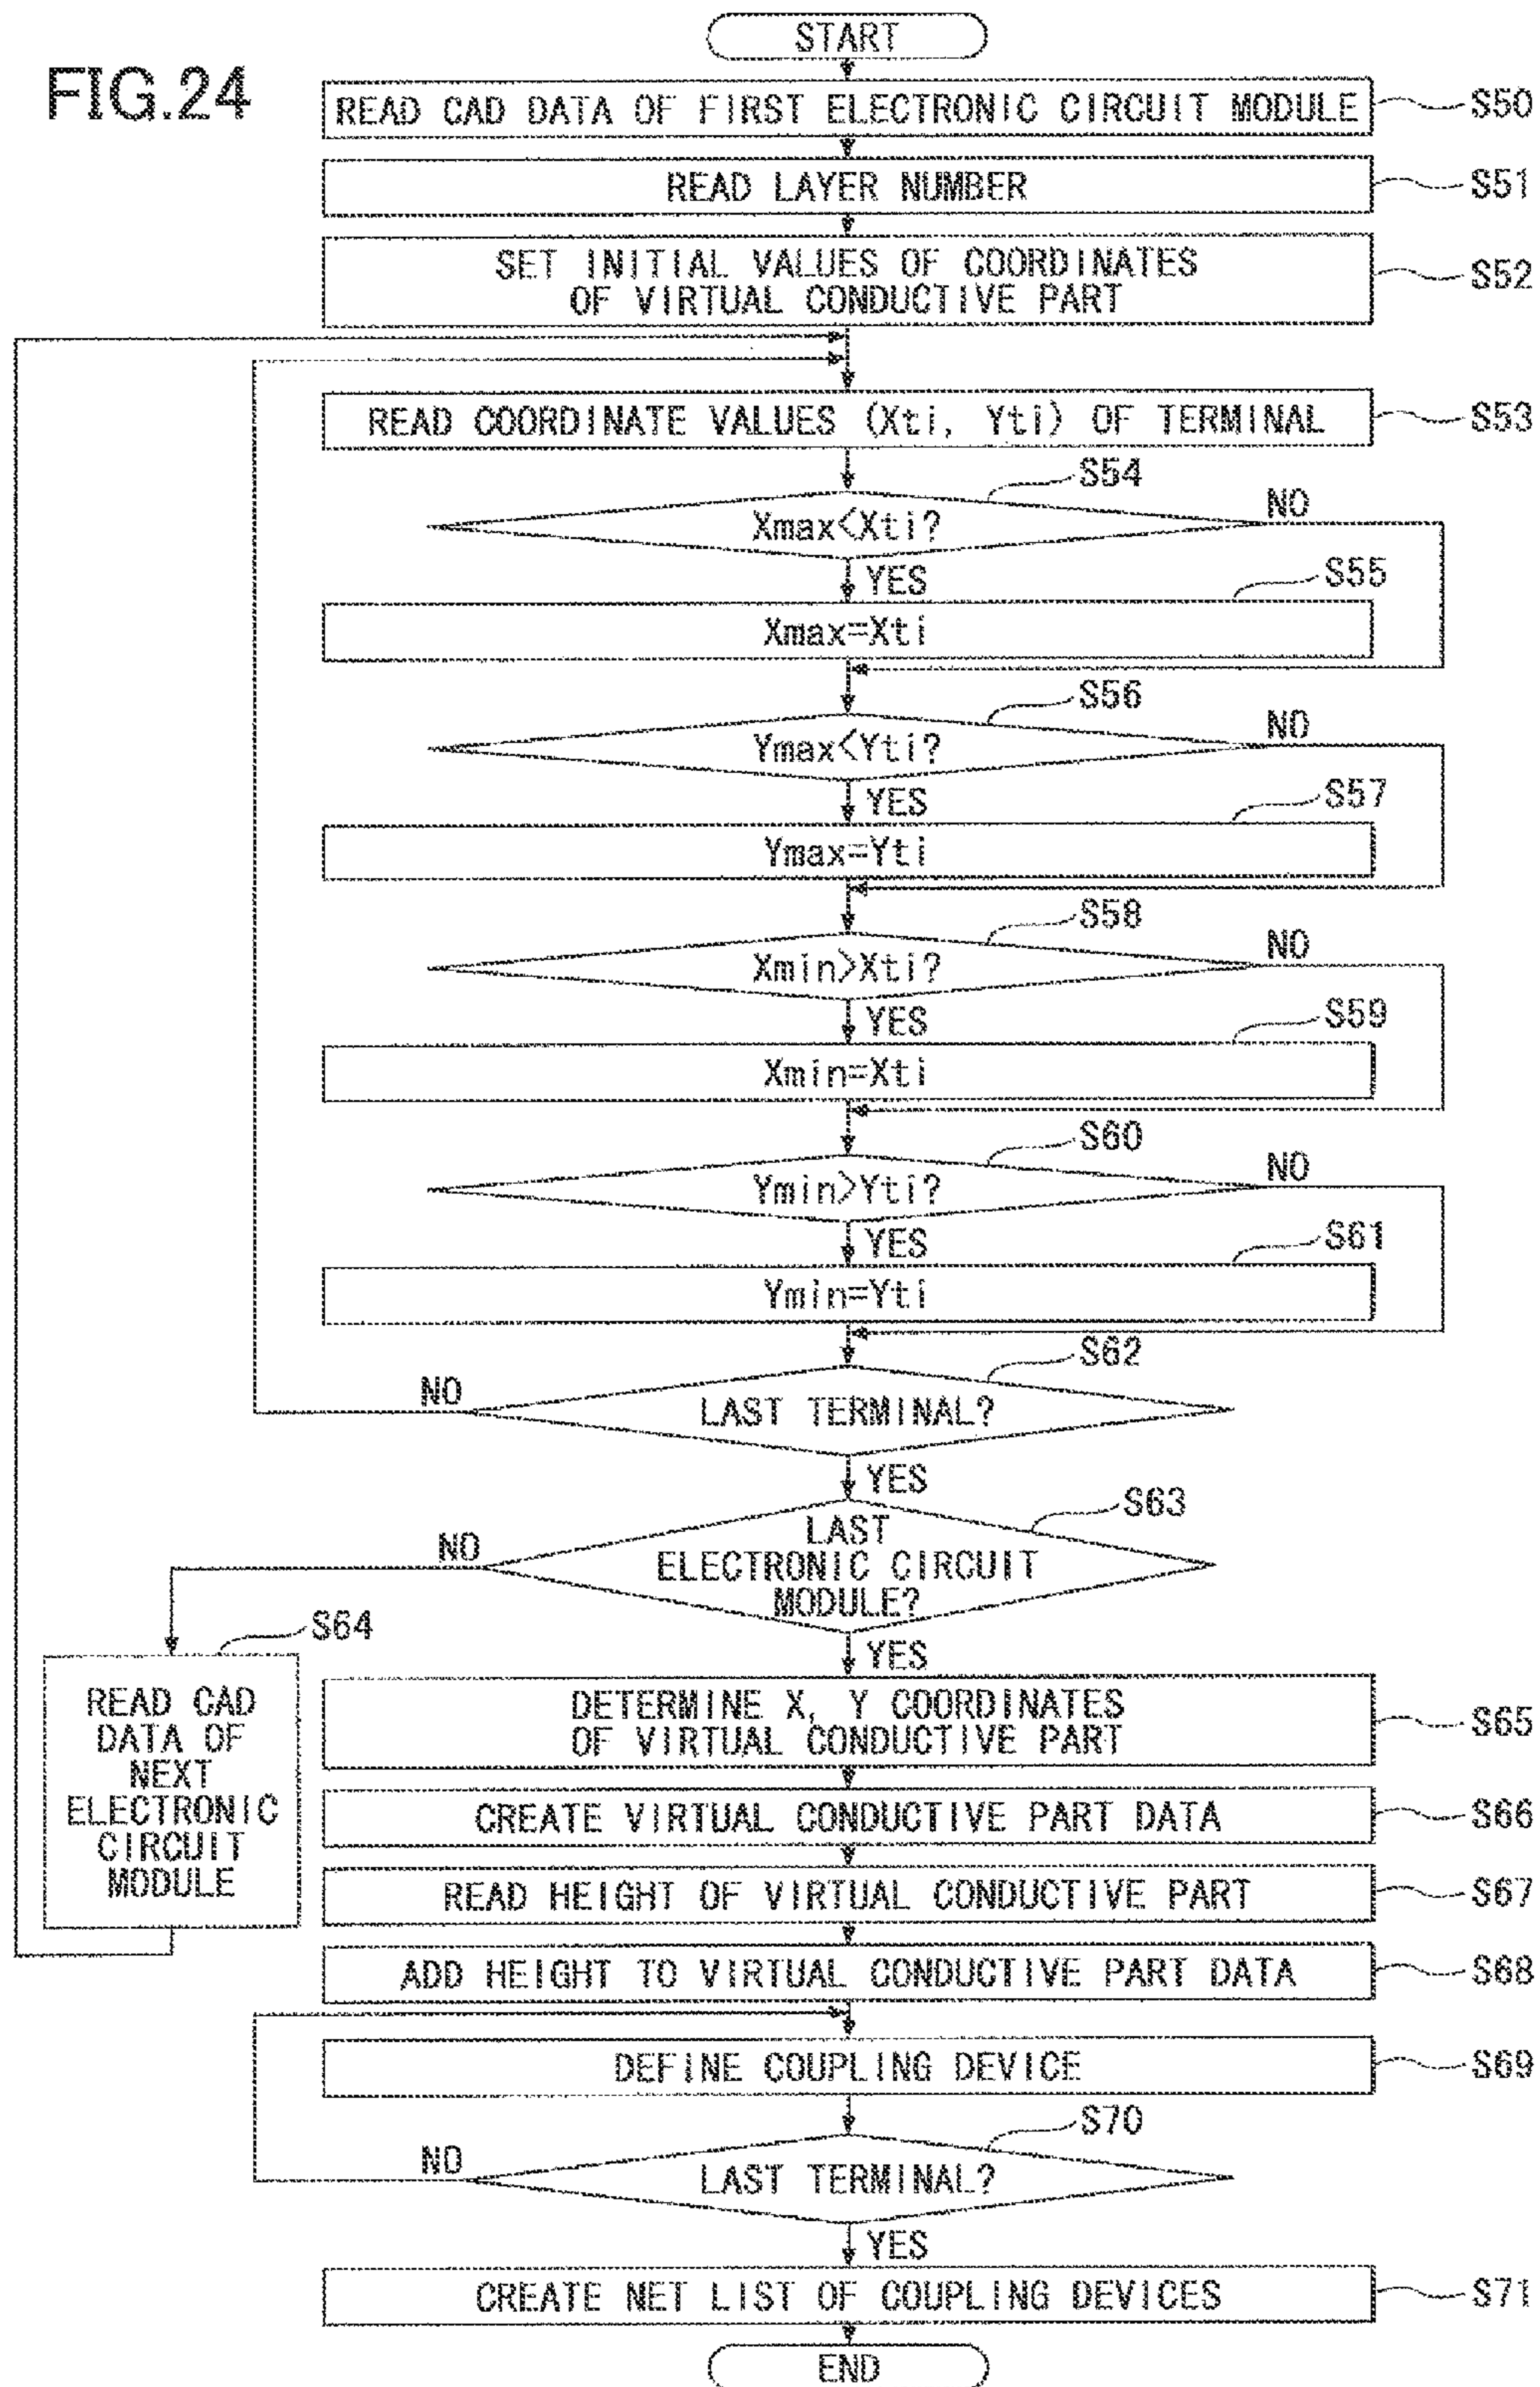 START
FIG.24
READ CAD DATA OF FIRST ELECTRONIC CIRCUIT MODULE
S50
READ LAYER NUMBER
S51
SET INITIAL VALUES OF COORDINATES
OF VIRTUAL CONDUCTIVE PART
S52
READ COORDINATE VALUES (Xti, Yti) OF TERMINAL
S53
S54
Xmax<Xti?
NO
YES
S55
Xmax=Xti
S56
Ymax<Yti?
NO
YES
S57
Ymax=Yti
S58
Xmin>Xti?
NO
YES
S59
Xmin=Xti
S60
Ymin>Yti?
NO
YES
S61
Ymin=Yti
S62
LAST TERMINAL?
NO
YES
S63
LAST
ELECTRONIC CIRCUIT
MODULE?
NO
YES
S64
READ CAD
DATA OF
NEXT
ELECTRONIC
CIRCUIT
MODULE
DETERMINE X, Y COORDINATES
OF VIRTUAL CONDUCTIVE PART
S65
CREATE VIRTUAL CONDUCTIVE PART DATA
S66
READ HEIGHT OF VIRTUAL CONDUCTIVE PART
S67
ADD HEIGHT TO VIRTUAL CONDUCTIVE PART DATA
S68
DEFINE COUPLING DEVICE
S69
S70
LAST TERMINAL?
NO
YES
CREATE NET LIST OF COUPLING DEVICES
S71
END